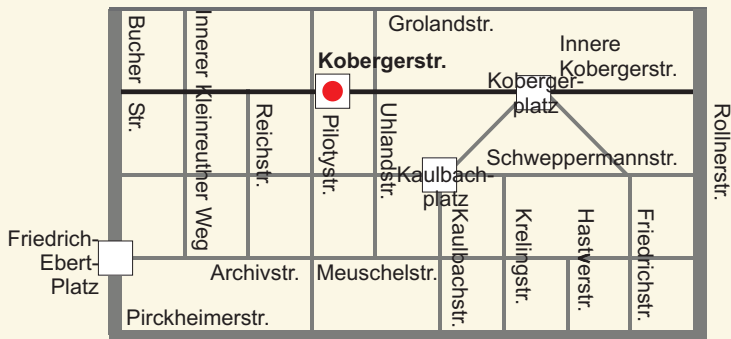 Grolandstr.
Bucher Str.
Innerer Kleinreuther Weg
Kobergerstr.
Innere
Kobergerstr.
Koberger-
platz
Reichstr.
Pilotystr.
Uhlandstr.
Rollnerstr.
Schweppermannstr.
Kaulbach-
platz
Kaulbachstr.
Krelingstr.
Hastverstr.
Friedrichstr.
Friedrich-
Ebert-
Platz
Archivstr.
Meuschelstr.
Pirckheimerstr.